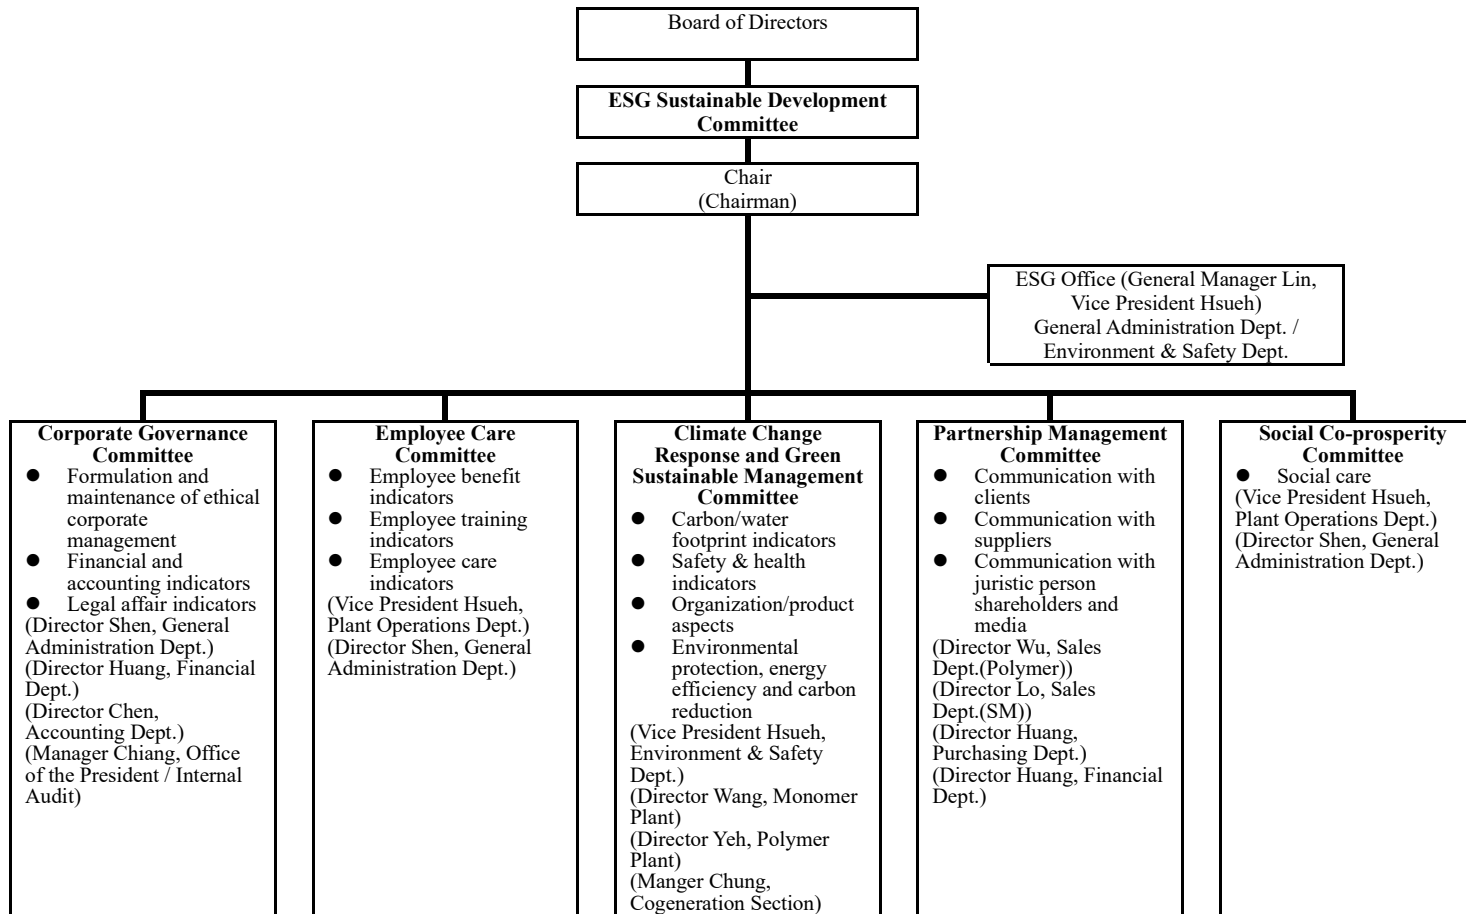 Board of Directors
ESG Sustainable Development
Committee
Chair
(Chairman)
ESG Office (General Manager Lin,
Vice President Hsueh)
General Administration Dept. /
Environment & Safety Dept.
Corporate Governance
Committee
● Formulation and
maintenance of ethical
corporate
management
● Financial and
accounting indicators
● Legal affair indicators
(Director Shen, General
Administration Dept.)
(Director Huang, Financial
Dept.)
(Director Chen,
Accounting Dept.)
(Manager Chiang, Office
of the President / Internal
Audit)
Employee Care
Committee
● Employee benefit
indicators
● Employee training
indicators
● Employee care
indicators
(Vice President Hsueh,
Plant Operations Dept.)
(Director Shen, General
Administration Dept.)
Climate Change
Response and Green
Sustainable Management
Committee
● Carbon/water
footprint indicators
● Safety & health
indicators
● Organization/product
aspects
● Environmental
protection, energy
efficiency and carbon
reduction
(Vice President Hsueh,
Environment & Safety
Dept.)
(Director Wang, Monomer
Plant)
(Director Yeh, Polymer
Plant)
(Manger Chung,
Cogeneration Section)
Partnership Management
Committee
● Communication with
clients
● Communication with
suppliers
● Communication with
juristic person
shareholders and
media
(Director Wu, Sales
Dept.(Polymer))
(Director Lo, Sales
Dept.(SM))
(Director Huang,
Purchasing Dept.)
(Director Huang, Financial
Dept.)
Social Co-prosperity
Committee
● Social care
(Vice President Hsueh,
Plant Operations Dept.)
(Director Shen, General
Administration Dept.)